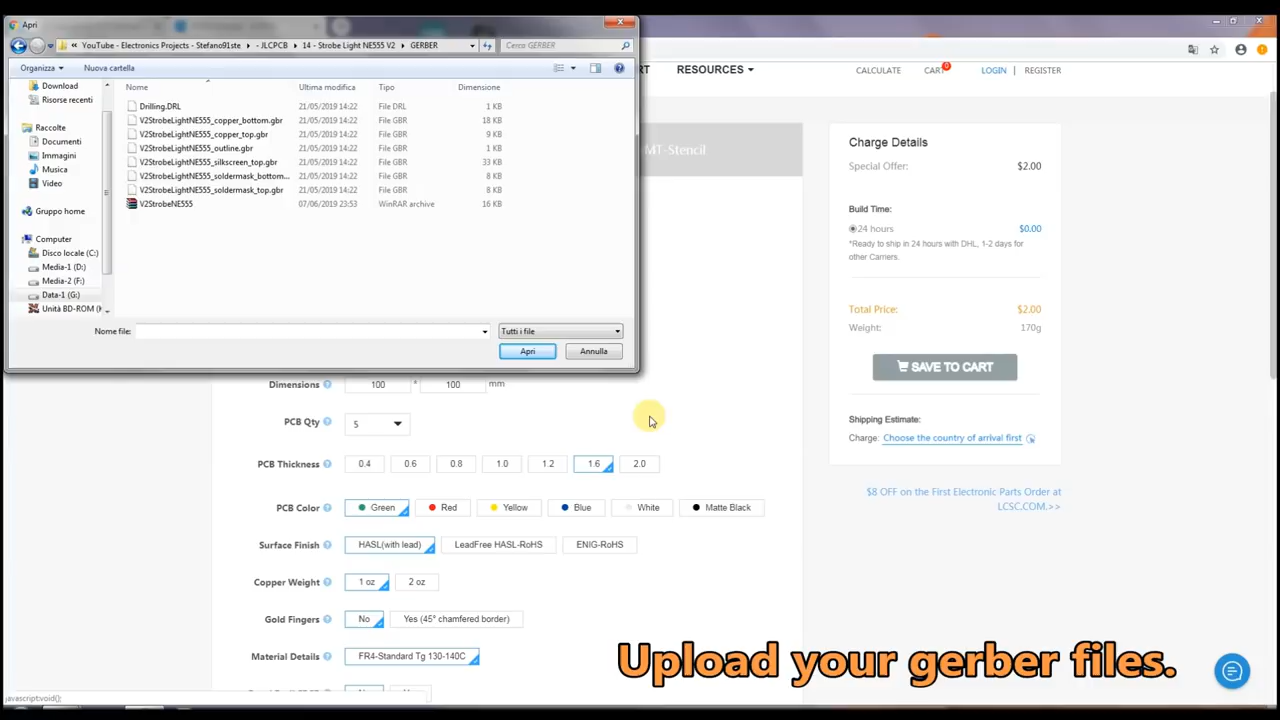 Apri
« YouTube - Electronics Projects - Stefano91ste ▸ - JLCPCB ▸ 14 - Strobe Light NE555 V2 ▸ GERBER
Cerca GERBER
Organizza
Nuova cartella
Download
Risorse recenti
Raccolte
Documenti
Immagini
Musica
Video
Gruppo home
Computer
Disco locale (C:)
Media-1 (D:)
Media-2 (F:)
Data-1 (G:)
Unità BD-ROM
Nome Ultima modifica Tipo Dimensione
Drilling.DRL 21/05/2019 14:22 File DRL 1 KB
V2StrobeLightNE555_copper_bottom.gbr 21/05/2019 14:22 File GBR 18 KB
V2StrobeLightNE555_copper_top.gbr 21/05/2019 14:22 File GBR 9 KB
V2StrobeLightNE555_outline.gbr 21/05/2019 14:22 File GBR 1 KB
V2StrobeLightNE555_silkscreen_top.gbr 21/05/2019 14:22 File GBR 33 KB
V2StrobeLightNE555_soldermask_bottom... 21/05/2019 14:22 File GBR 8 KB
V2StrobeLightNE555_soldermask_top.gbr 21/05/2019 14:22 File GBR 8 KB
V2StrobeNE555 07/06/2019 23:53 WinRAR archive 16 KB
Nome file: Tutti i file
Apri Annulla
RT RESOURCES CALCULATE CART 0 LOGIN REGISTER
MT-Stencil
Dimensions ? 100 * 100 mm
PCB Qty ? 5
PCB Thickness ? 0.4 0.6 0.8 1.0 1.2 1.6 2.0
PCB Color ? Green Red Yellow Blue White Matte Black
Surface Finish ? HASL(with lead) LeadFree HASL-RoHS ENIG-RoHS
Copper Weight ? 1 oz 2 oz
Gold Fingers ? No Yes (45° chamfered border)
Material Details ? FR4-Standard Tg 130-140C
Charge Details
Special Offer: $2.00
Build Time:
24 hours $0.00
*Ready to ship in 24 hours with DHL, 1-2 days for
other Carriers.
Total Price: $2.00
Weight: 170g
SAVE TO CART
Shipping Estimate:
Charge: Choose the country of arrival first
$8 OFF on the First Electronic Parts Order at
LCSC.COM.>>
Upload your gerber files.
javascript:void();